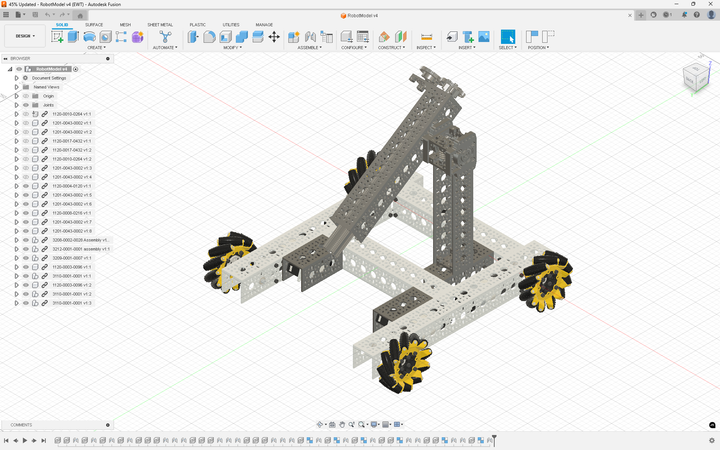 45% Updated - RobotModel v4 (EWT) - Autodesk Fusion
RobotModel v4
DESIGN
SOLID SURFACE MESH SHEET METAL PLASTIC UTILITIES MANAGE
CREATE AUTOMATE MODIFY ASSEMBLE CONFIGURE CONSTRUCT INSPECT INSERT SELECT POSITION
BROWSER
RobotModel v4
Document Settings
Named Views
Origin
Joints
1120-0010-0264 v1:1
1201-0043-0002 v1:1
1201-0043-0002 v1:2
1120-0017-0432 v1:1
1120-0017-0432 v1:2
1120-0010-0264 v1:2
1201-0043-0002 v1:3
1201-0043-0002 v1:4
1120-0004-0120 v1:1
1201-0043-0002 v1:5
1201-0043-0002 v1:6
1120-0008-0216 v1:1
1201-0043-0002 v1:7
1201-0043-0002 v1:8
3209-0002-0028 Assembly v1...
3212-0001-0001 assembly v1:1
3209-0001-0007 v1:1
1120-0003-0096 v1:1
3110-0001-0001 v1:1
1120-0003-0096 v1:2
3110-0001-0001 v1:2
3110-0001-0001 v1:3
COMMENTS